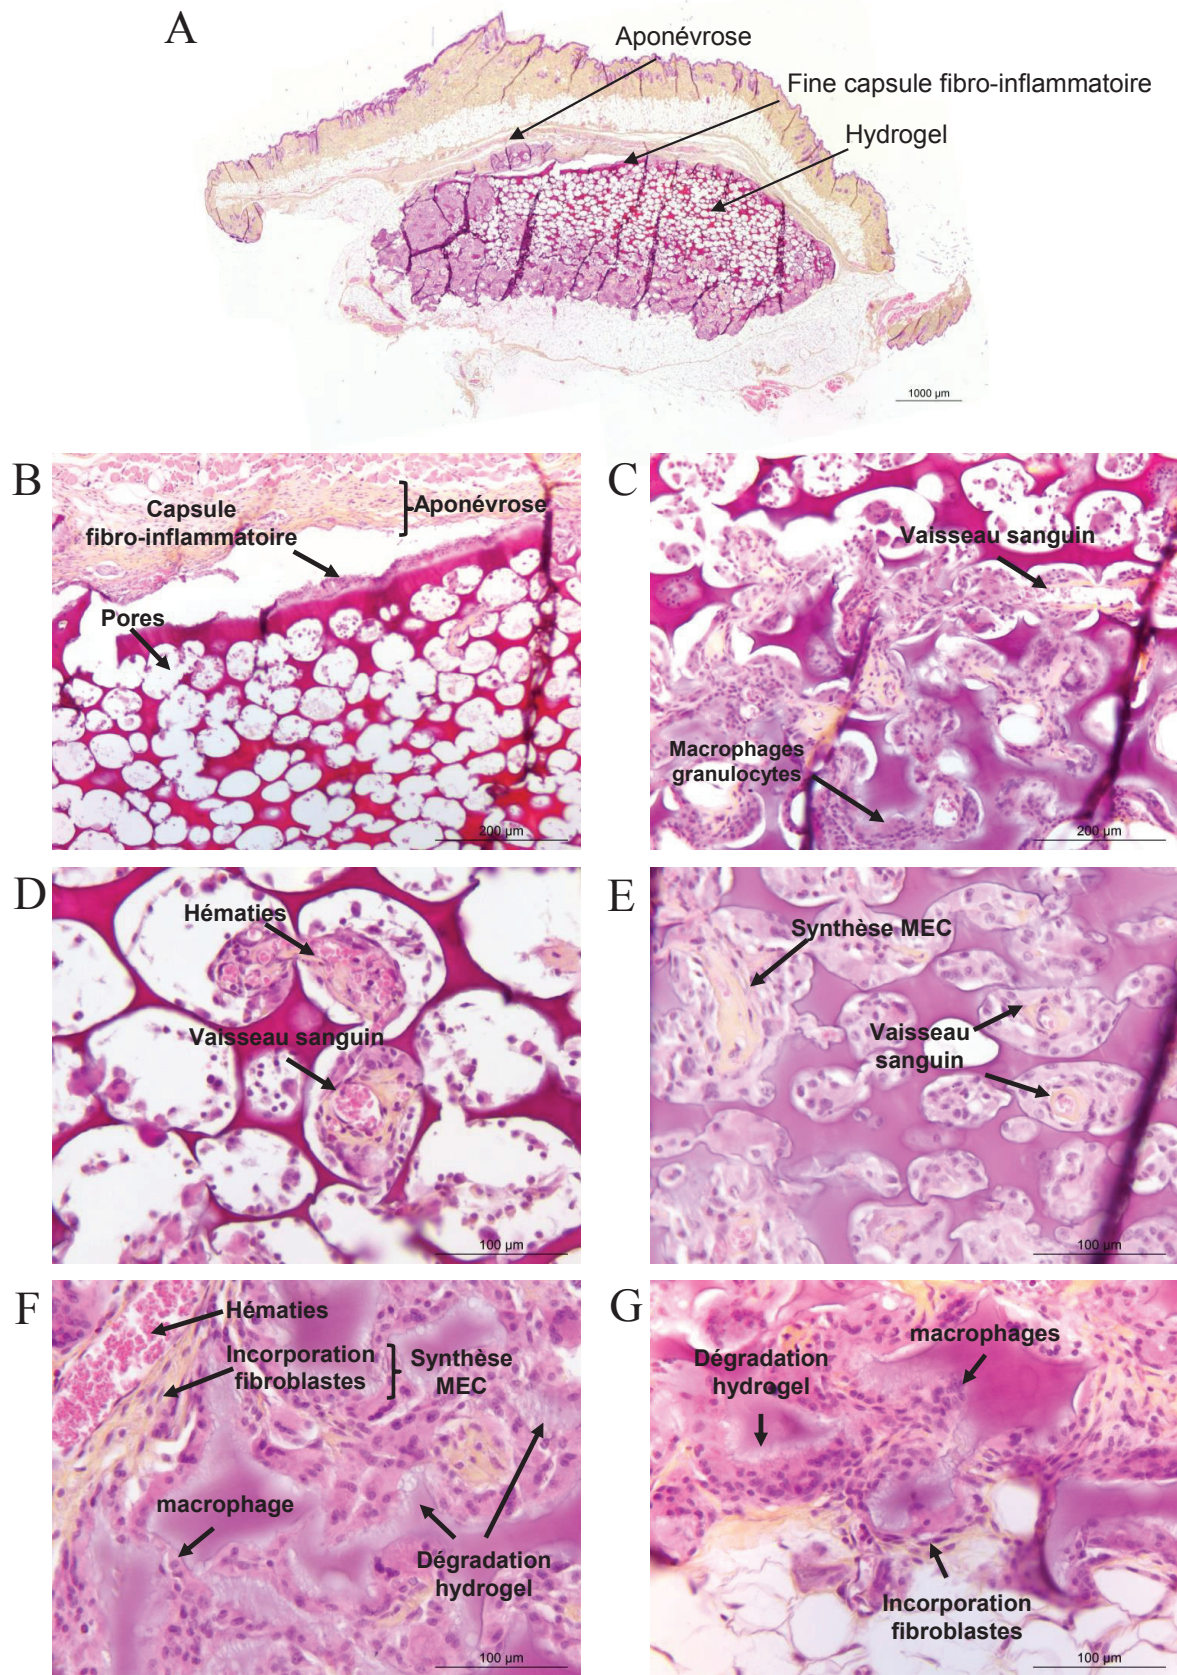 A
Aponévrose
Fine capsule fibro-inflammatoire
Hydrogel
1000 µm
B
Capsule
fibro-inflammatoire
Aponévrose
Pores
200 µm
C
Vaisseau sanguin
Macrophages
granulocytes
200 µm
D
Hématies
Vaisseau sanguin
100 µm
E
Synthèse MEC
Vaisseau
sanguin
100 µm
F
Hématies
Incorporation
fibroblastes
Synthèse
MEC
macrophage
Dégradation
hydrogel
100 µm
G
macrophages
Dégradation
hydrogel
Incorporation
fibroblastes
100 µm